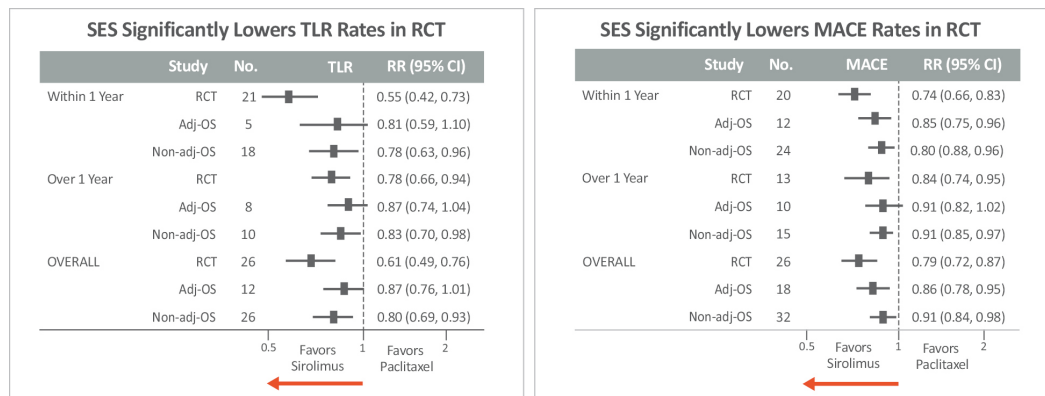 SES Significantly Lowers TLR Rates in RCT
Study No. TLR RR (95% CI)
Within 1 Year RCT 21 0.55 (0.42, 0.73)
Adj-OS 5 0.81 (0.59, 1.10)
Non-adj-OS 18 0.78 (0.63, 0.96)
Over 1 Year RCT 0.78 (0.66, 0.94)
Adj-OS 8 0.87 (0.74, 1.04)
Non-adj-OS 10 0.83 (0.70, 0.98)
OVERALL RCT 26 0.61 (0.49, 0.76)
Adj-OS 12 0.87 (0.76, 1.01)
Non-adj-OS 26 0.80 (0.69, 0.93)
0.5 1 2
Favors Favors
Sirolimus Paclitaxel
SES Significantly Lowers MACE Rates in RCT
Study No. MACE RR (95% CI)
Within 1 Year RCT 20 0.74 (0.66, 0.83)
Adj-OS 12 0.85 (0.75, 0.96)
Non-adj-OS 24 0.80 (0.88, 0.96)
Over 1 Year RCT 13 0.84 (0.74, 0.95)
Adj-OS 10 0.91 (0.82, 1.02)
Non-adj-OS 15 0.91 (0.85, 0.97)
OVERALL RCT 26 0.79 (0.72, 0.87)
Adj-OS 18 0.86 (0.78, 0.95)
Non-adj-OS 32 0.91 (0.84, 0.98)
0.5 1 2
Favors Favors
Sirolimus Paclitaxel